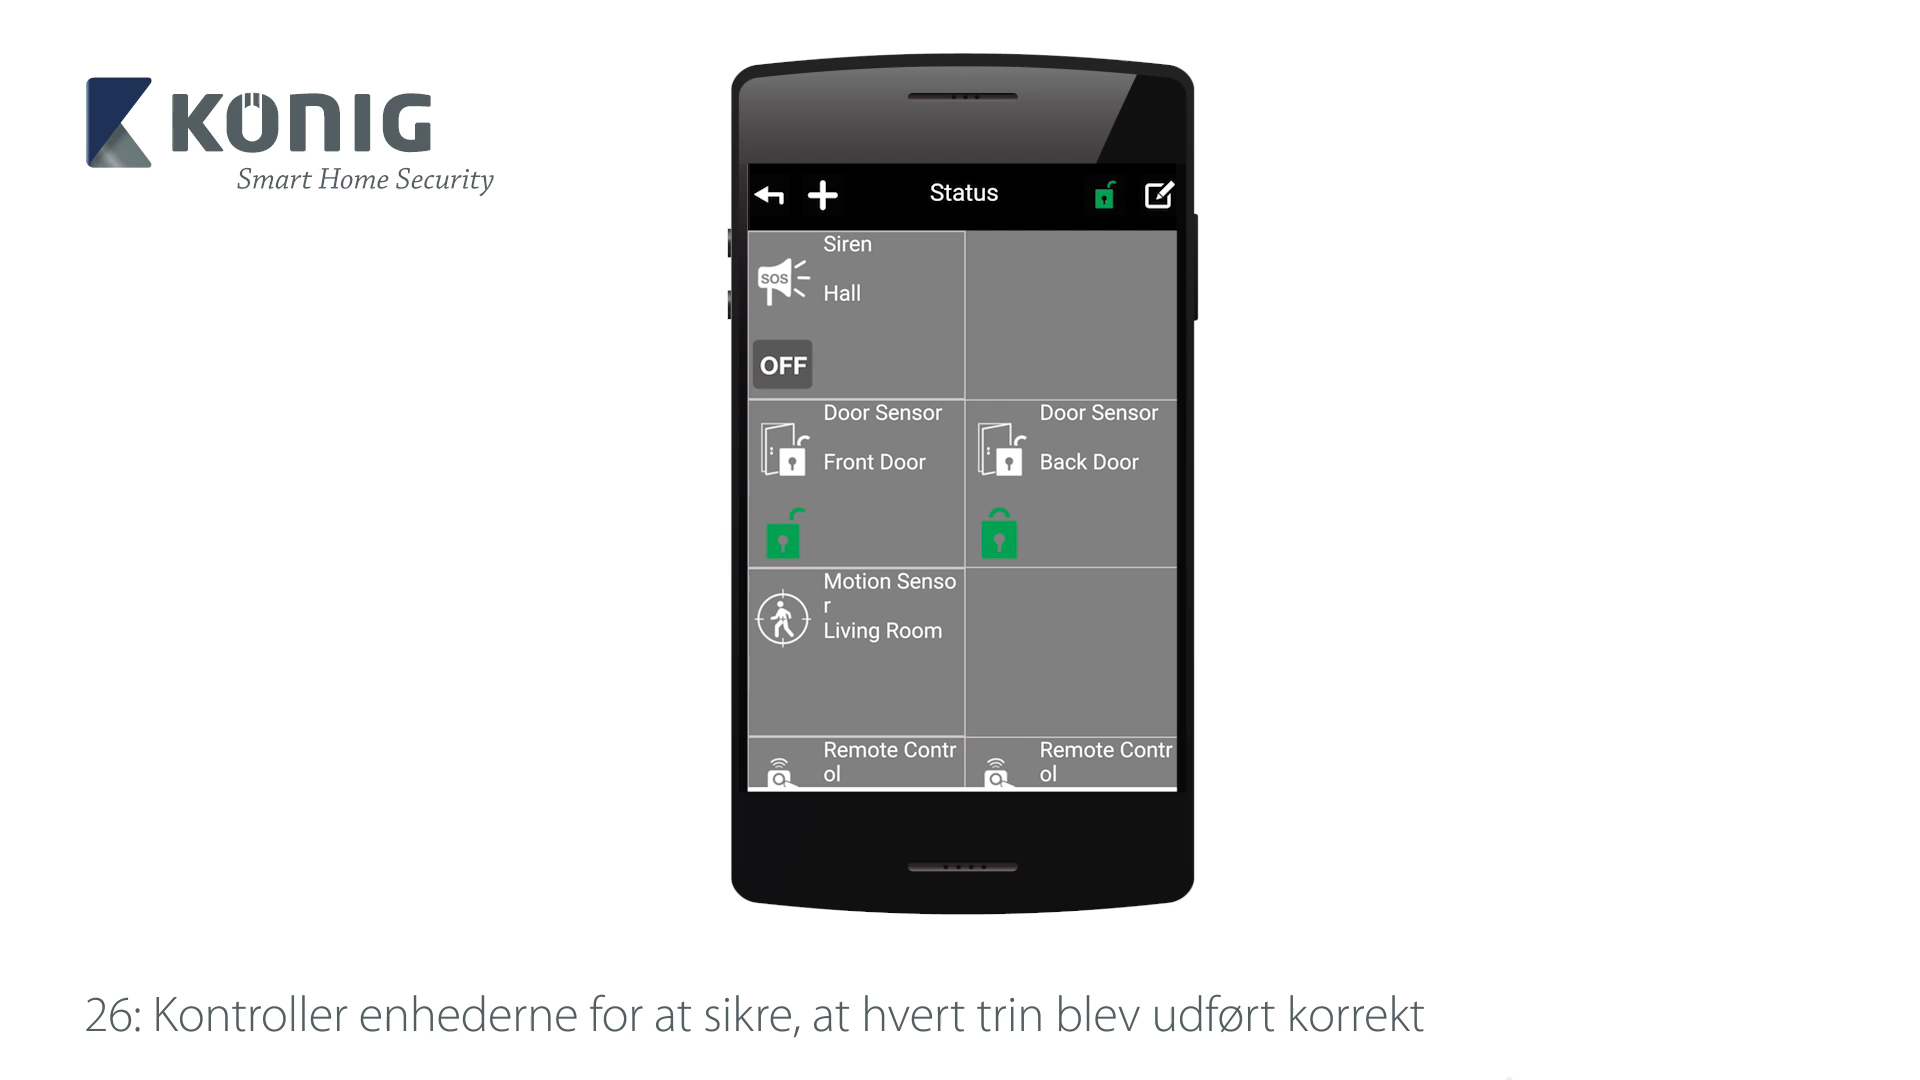 KÖNIG
Smart Home Security
Status
Siren
SOS
Hall
OFF
Door Sensor
Front Door
Door Sensor
Back Door
Motion Senso
r
Living Room
Remote Contr
ol
Remote Contr
ol
26: Kontroller enhederne for at sikre, at hvert trin blev udført korrekt